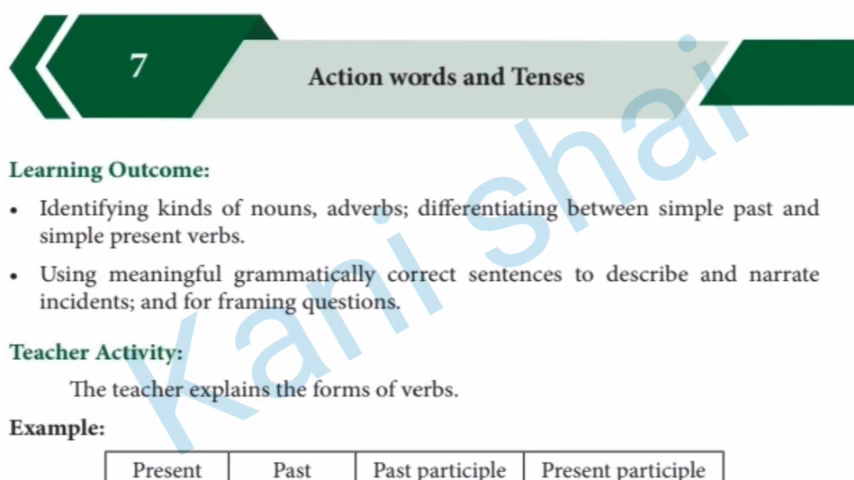 7
Action words and Tenses
Learning Outcome:
• Identifying kinds of nouns, adverbs; differentiating between simple past and
simple present verbs.
• Using meaningful grammatically correct sentences to describe and narrate
incidents; and for framing questions.
Teacher Activity:
The teacher explains the forms of verbs.
Example:
Present Past Past participle Present participle
Kani shai